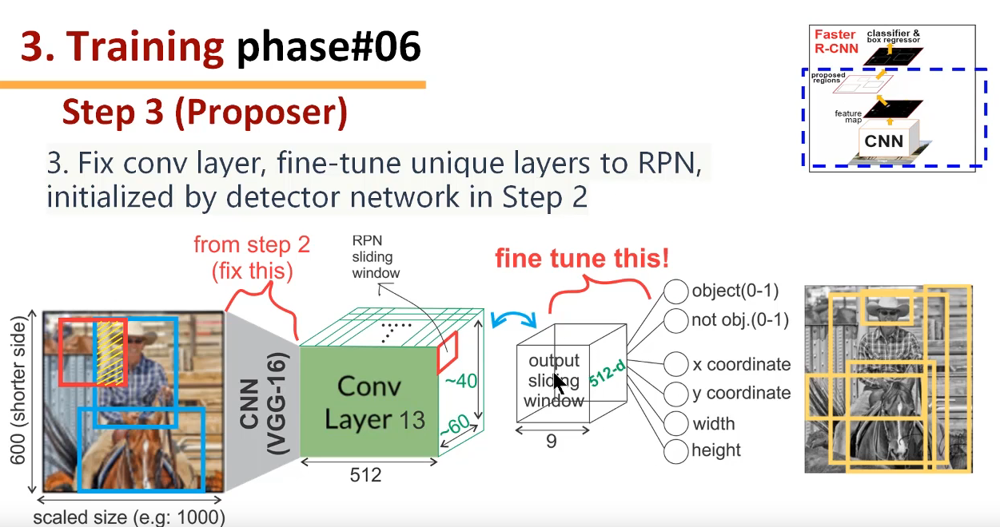 3. Training phase#06
Step 3 (Proposer)
3. Fix conv layer, fine-tune unique layers to RPN,
initialized by detector network in Step 2
Faster
R-CNN
classifier &
box regressor
proposed
regions
feature
map
CNN
from step 2
(fix this)
RPN
sliding
window
fine tune this!
600 (shorter side)
scaled size (e.g: 1000)
CNN
(VGG-16)
Conv
Layer 13
512
~40
~60
output
sliding
window
512-d
9
object(0-1)
not obj.(0-1)
x coordinate
y coordinate
width
height